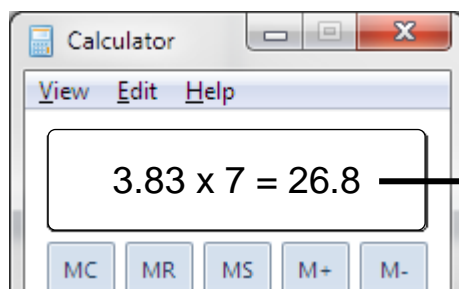 Calculator
View Edit Help
3.83 x 7 = 26.8
MC MR MS M+ M-